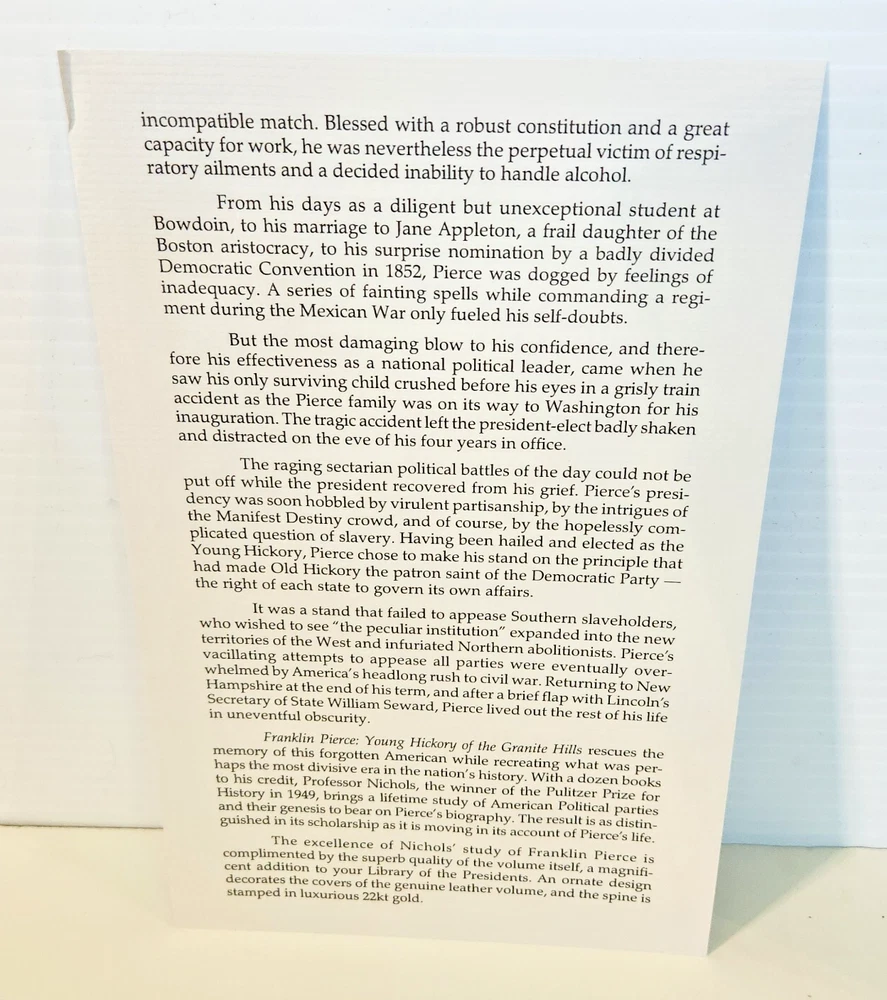 incompatible match. Blessed with a robust constitution and a great
capacity for work, he was nevertheless the perpetual victim of respi-
ratory ailments and a decided inability to handle alcohol.
From his days as a diligent but unexceptional student at
Bowdoin, to his marriage to Jane Appleton, a frail daughter of the
Boston aristocracy, to his surprise nomination by a badly divided
Democratic Convention in 1852, Pierce was dogged by feelings of
inadequacy. A series of fainting spells while commanding a regi-
ment during the Mexican War only fueled his self-doubts.
But the most damaging blow to his confidence, and there-
fore his effectiveness as a national political leader, came when he
saw his only surviving child crushed before his eyes in a grisly train
accident as the Pierce family was on its way to Washington for his
inauguration. The tragic accident left the president-elect badly shaken
and distracted on the eve of his four years in office.
The raging sectarian political battles of the day could not be
put off while the president recovered from his grief. Pierce's presi-
dency was soon hobbled by virulent partisanship, by the intrigues of
the Manifest Destiny crowd, and of course, by the hopelessly com-
plicated question of slavery. Having been hailed and elected as the
Young Hickory, Pierce chose to make his stand on the principle that
had made Old Hickory the patron saint of the Democratic Party —
the right of each state to govern its own affairs.
It was a stand that failed to appease Southern slaveholders,
who wished to see "the peculiar institution" expanded into the new
territories of the West and infuriated Northern abolitionists. Pierce's
vacillating attempts to appease all parties were eventually over-
whelmed by America's headlong rush to civil war. Returning to New
Hampshire at the end of his term, and after a brief flap with Lincoln's
Secretary of State William Seward, Pierce lived out the rest of his life
in uneventful obscurity.
Franklin Pierce: Young Hickory of the Granite Hills rescues the
memory of this forgotten American while recreating what was per-
haps the most divisive era in the nation's history. With a dozen books
to his credit, Professor Nichols, the winner of the Pulitzer Prize for
History in 1949, brings a lifetime study of American Political parties
and their genesis to bear on Pierce's biography. The result is as distin-
guished in its scholarship as it is moving in its account of Pierce's life.
The excellence of Nichols' study of Franklin Pierce is
complimented by the superb quality of the volume itself, a magnifi-
cent addition to your Library of the Presidents. An ornate design
decorates the covers of the genuine leather volume, and the spine is
stamped in luxurious 22kt gold.